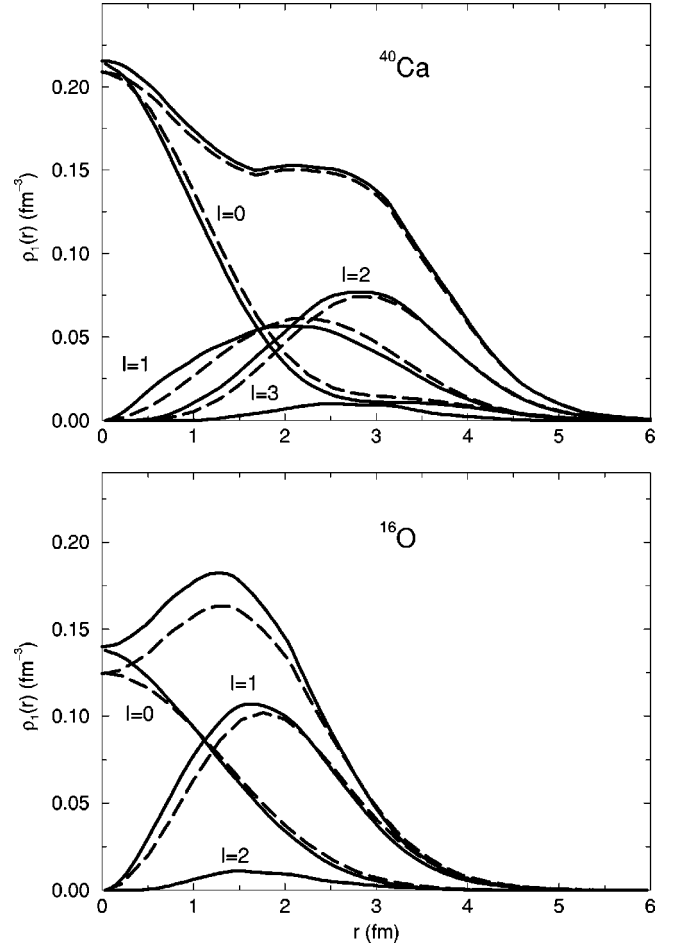 ⁴⁰Ca
0.20
0.15
0.10
0.05
0.00
ρ₁(r) (fm⁻³)
l=0
l=2
l=1
l=3
0 1 2 3 4 5 6
¹⁶O
0.20
0.15
0.10
0.05
0.00
ρ₁(r) (fm⁻³)
l=1
l=0
l=2
0 1 2 3 4 5 6
r (fm)